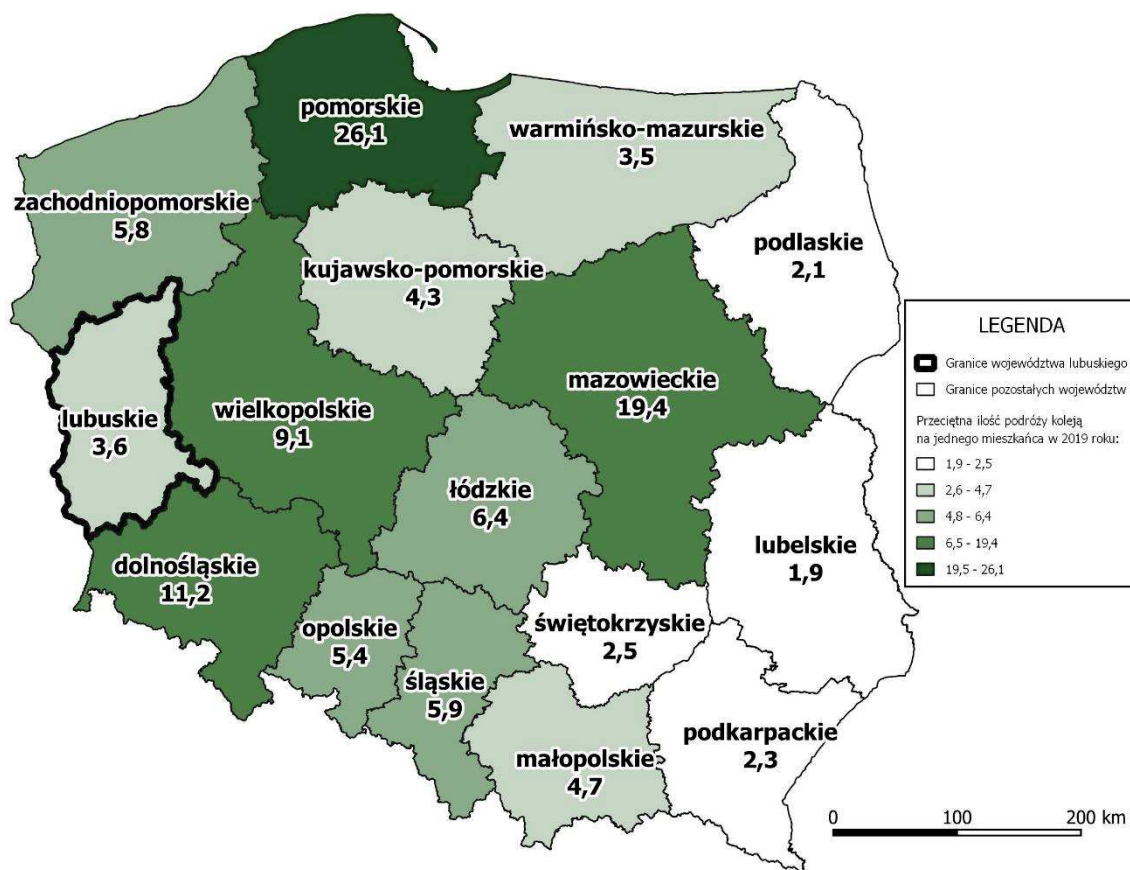 pomorskie
26,1
warmińsko-mazurskie
3,5
zachodniopomorskie
5,8
podlaskie
2,1
kujawsko-pomorskie
4,3
mazowieckie
19,4
wielkopolskie
9,1
lubuskie
3,6
łódzkie
6,4
lubelskie
1,9
dolnośląskie
11,2
opolskie
5,4
śląskie
5,9
świętokrzyskie
2,5
małopolskie
4,7
podkarpackie
2,3
LEGENDA
Granice województwa lubuskiego
Granice pozostałych województw
Przeciętna ilość podróży koleją
na jednego mieszkańca w 2019 roku:
1,9 - 2,5
2,6 - 4,7
4,8 - 6,4
6,5 - 19,4
19,5 - 26,1
0 100 200 km